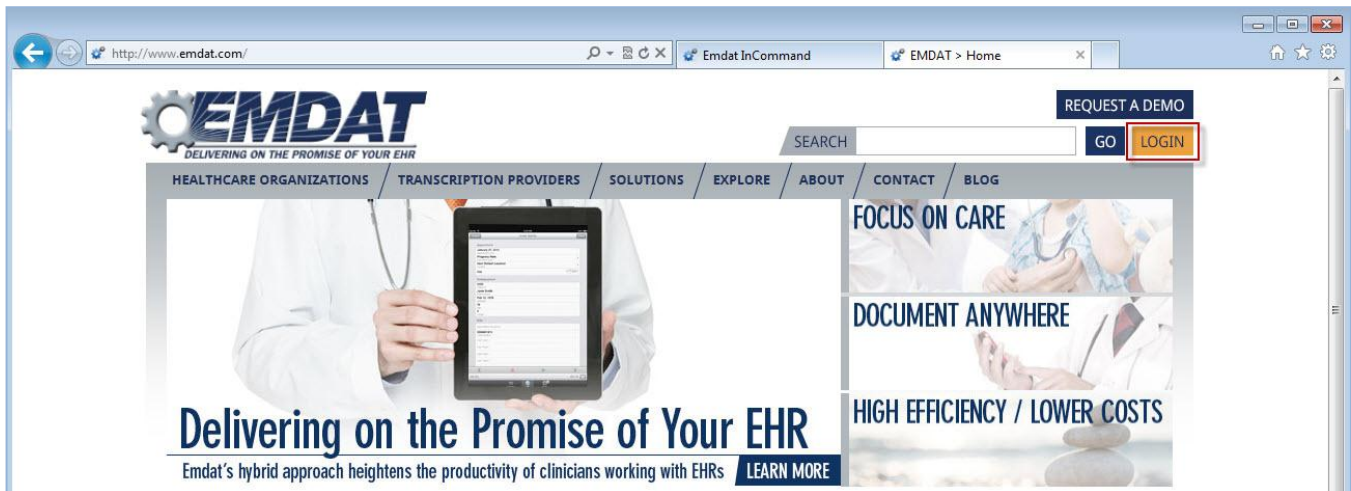 http://www.emdat.com/
Emdat InCommand
EMDAT > Home
EMDAT
DELIVERING ON THE PROMISE OF YOUR EHR
REQUEST A DEMO
SEARCH
GO
LOGIN
HEALTHCARE ORGANIZATIONS / TRANSCRIPTION PROVIDERS / SOLUTIONS / EXPLORE / ABOUT / CONTACT / BLOG
FOCUS ON CARE
DOCUMENT ANYWHERE
HIGH EFFICIENCY / LOWER COSTS
Delivering on the Promise of Your EHR
Emdat's hybrid approach heightens the productivity of clinicians working with EHRs
LEARN MORE